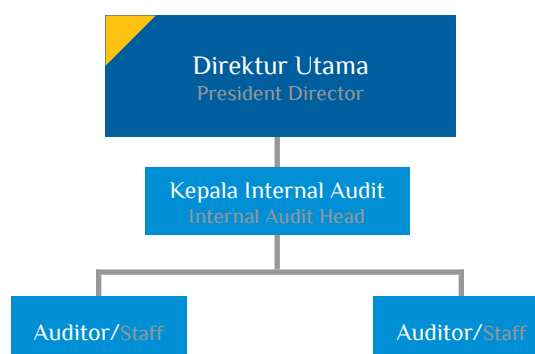 Direktur Utama
President Director
Kepala Internal Audit
Internal Audit Head
Auditor/Staff
Auditor/Staff